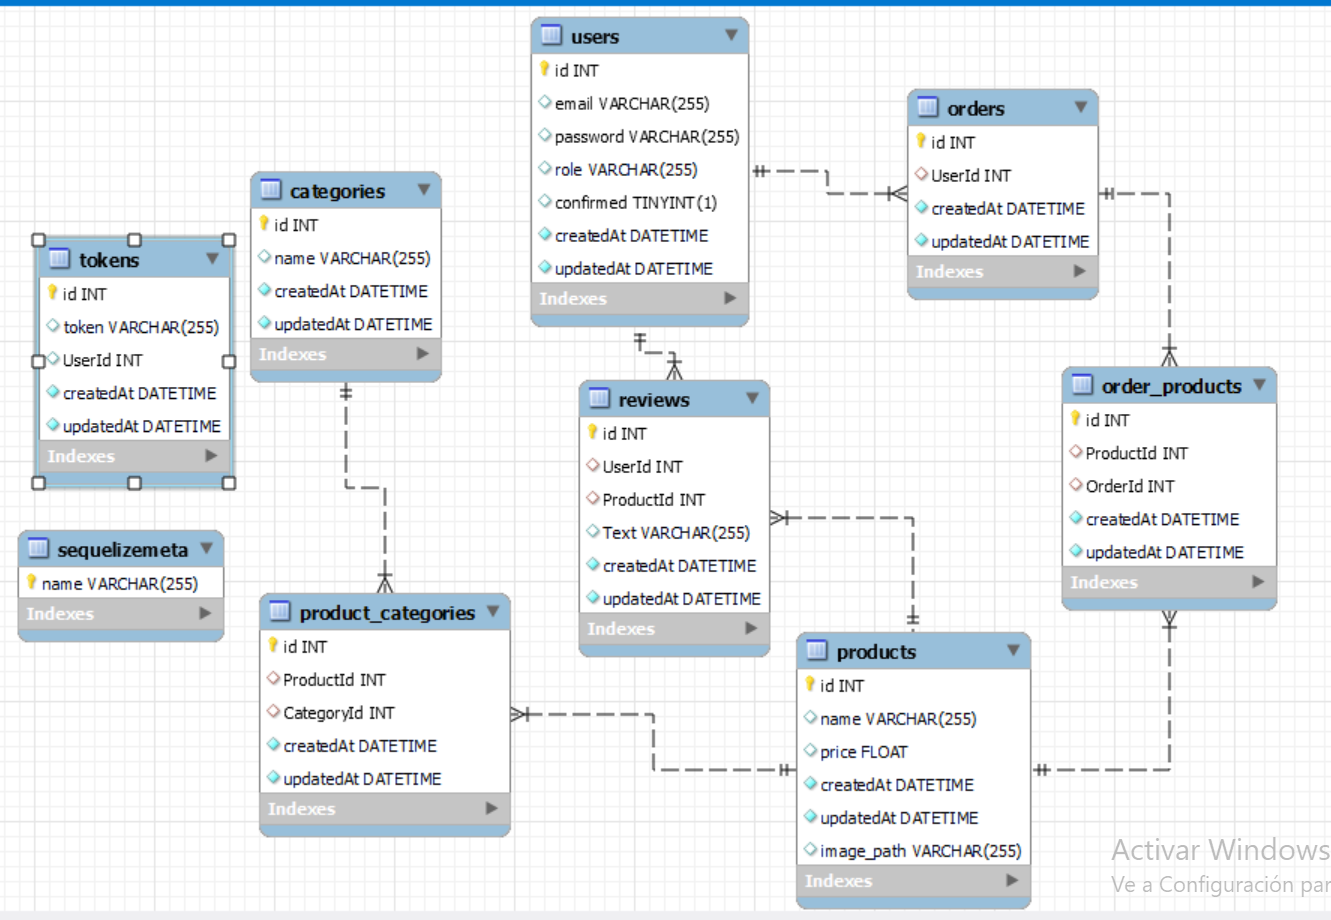 users
id INT
email VARCHAR(255)
password VARCHAR(255)
role VARCHAR(255)
confirmed TINYINT(1)
createdAt DATETIME
updatedAt DATETIME
Indexes
orders
id INT
UserId INT
createdAt DATETIME
updatedAt DATETIME
Indexes
categories
id INT
name VARCHAR(255)
createdAt DATETIME
updatedAt DATETIME
Indexes
tokens
id INT
token VARCHAR(255)
UserId INT
createdAt DATETIME
updatedAt DATETIME
Indexes
reviews
id INT
UserId INT
ProductId INT
Text VARCHAR(255)
createdAt DATETIME
updatedAt DATETIME
Indexes
order_products
id INT
ProductId INT
OrderId INT
createdAt DATETIME
updatedAt DATETIME
Indexes
sequelizemeta
name VARCHAR(255)
Indexes
product_categories
id INT
ProductId INT
CategoryId INT
createdAt DATETIME
updatedAt DATETIME
Indexes
products
id INT
name VARCHAR(255)
price FLOAT
createdAt DATETIME
updatedAt DATETIME
image_path VARCHAR(255)
Indexes
Activar Windows
Ve a Configuración par